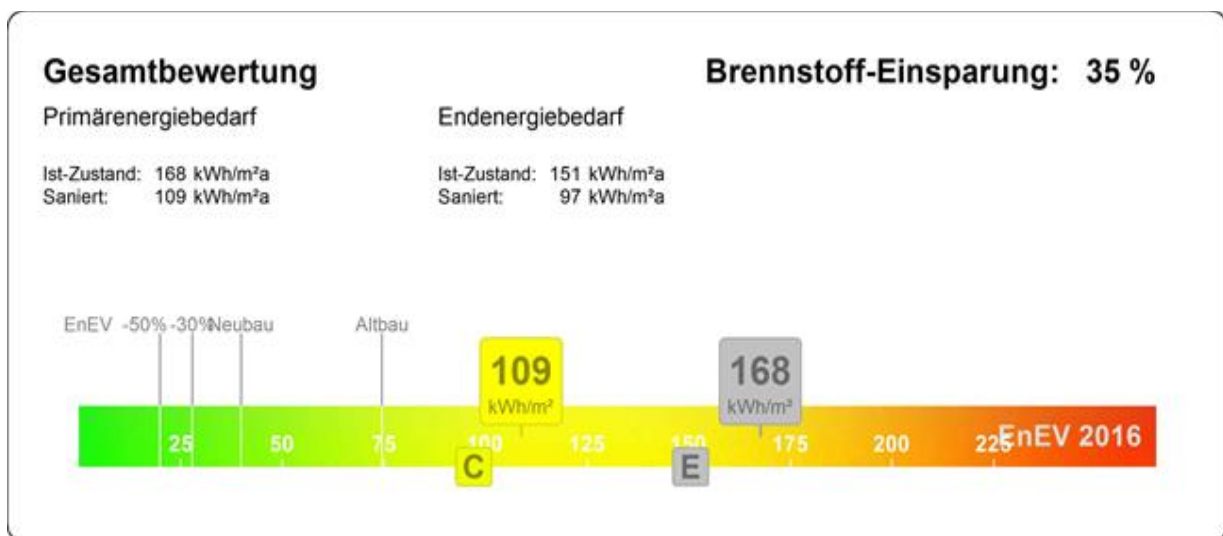 Gesamtbewertung
Brennstoff-Einsparung: 35 %
Primärenergiebedarf
Endenergiebedarf
Ist-Zustand: 168 kWh/m²a
Saniert: 109 kWh/m²a
Ist-Zustand: 151 kWh/m²a
Saniert: 97 kWh/m²a
EnEV -50% -30% Neubau Altbau
109
kWh/m²
168
kWh/m²
25 50 75 100 125 150 175 200 225 EnEV 2016
C E